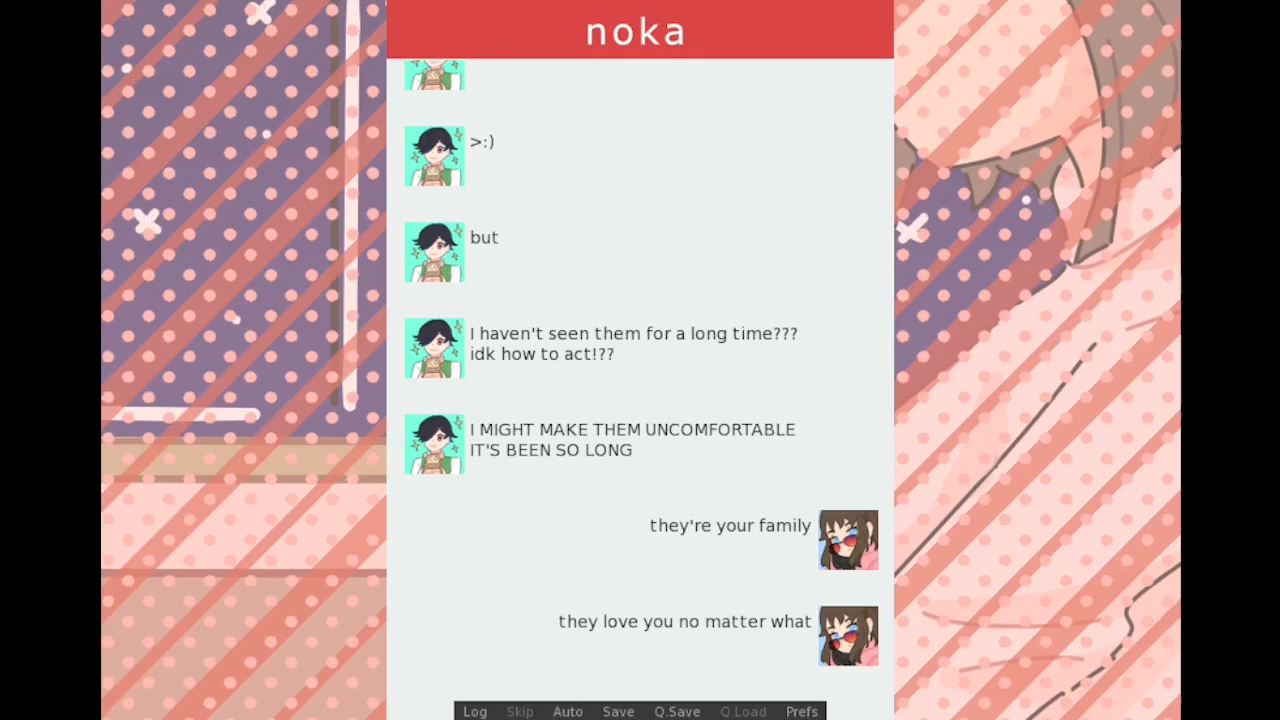 noka
>:)
but
I haven't seen them for a long time???
idk how to act!??
I MIGHT MAKE THEM UNCOMFORTABLE
IT'S BEEN SO LONG
they're your family
they love you no matter what
Log Skip Auto Save Q.Save Q.Load Prefs